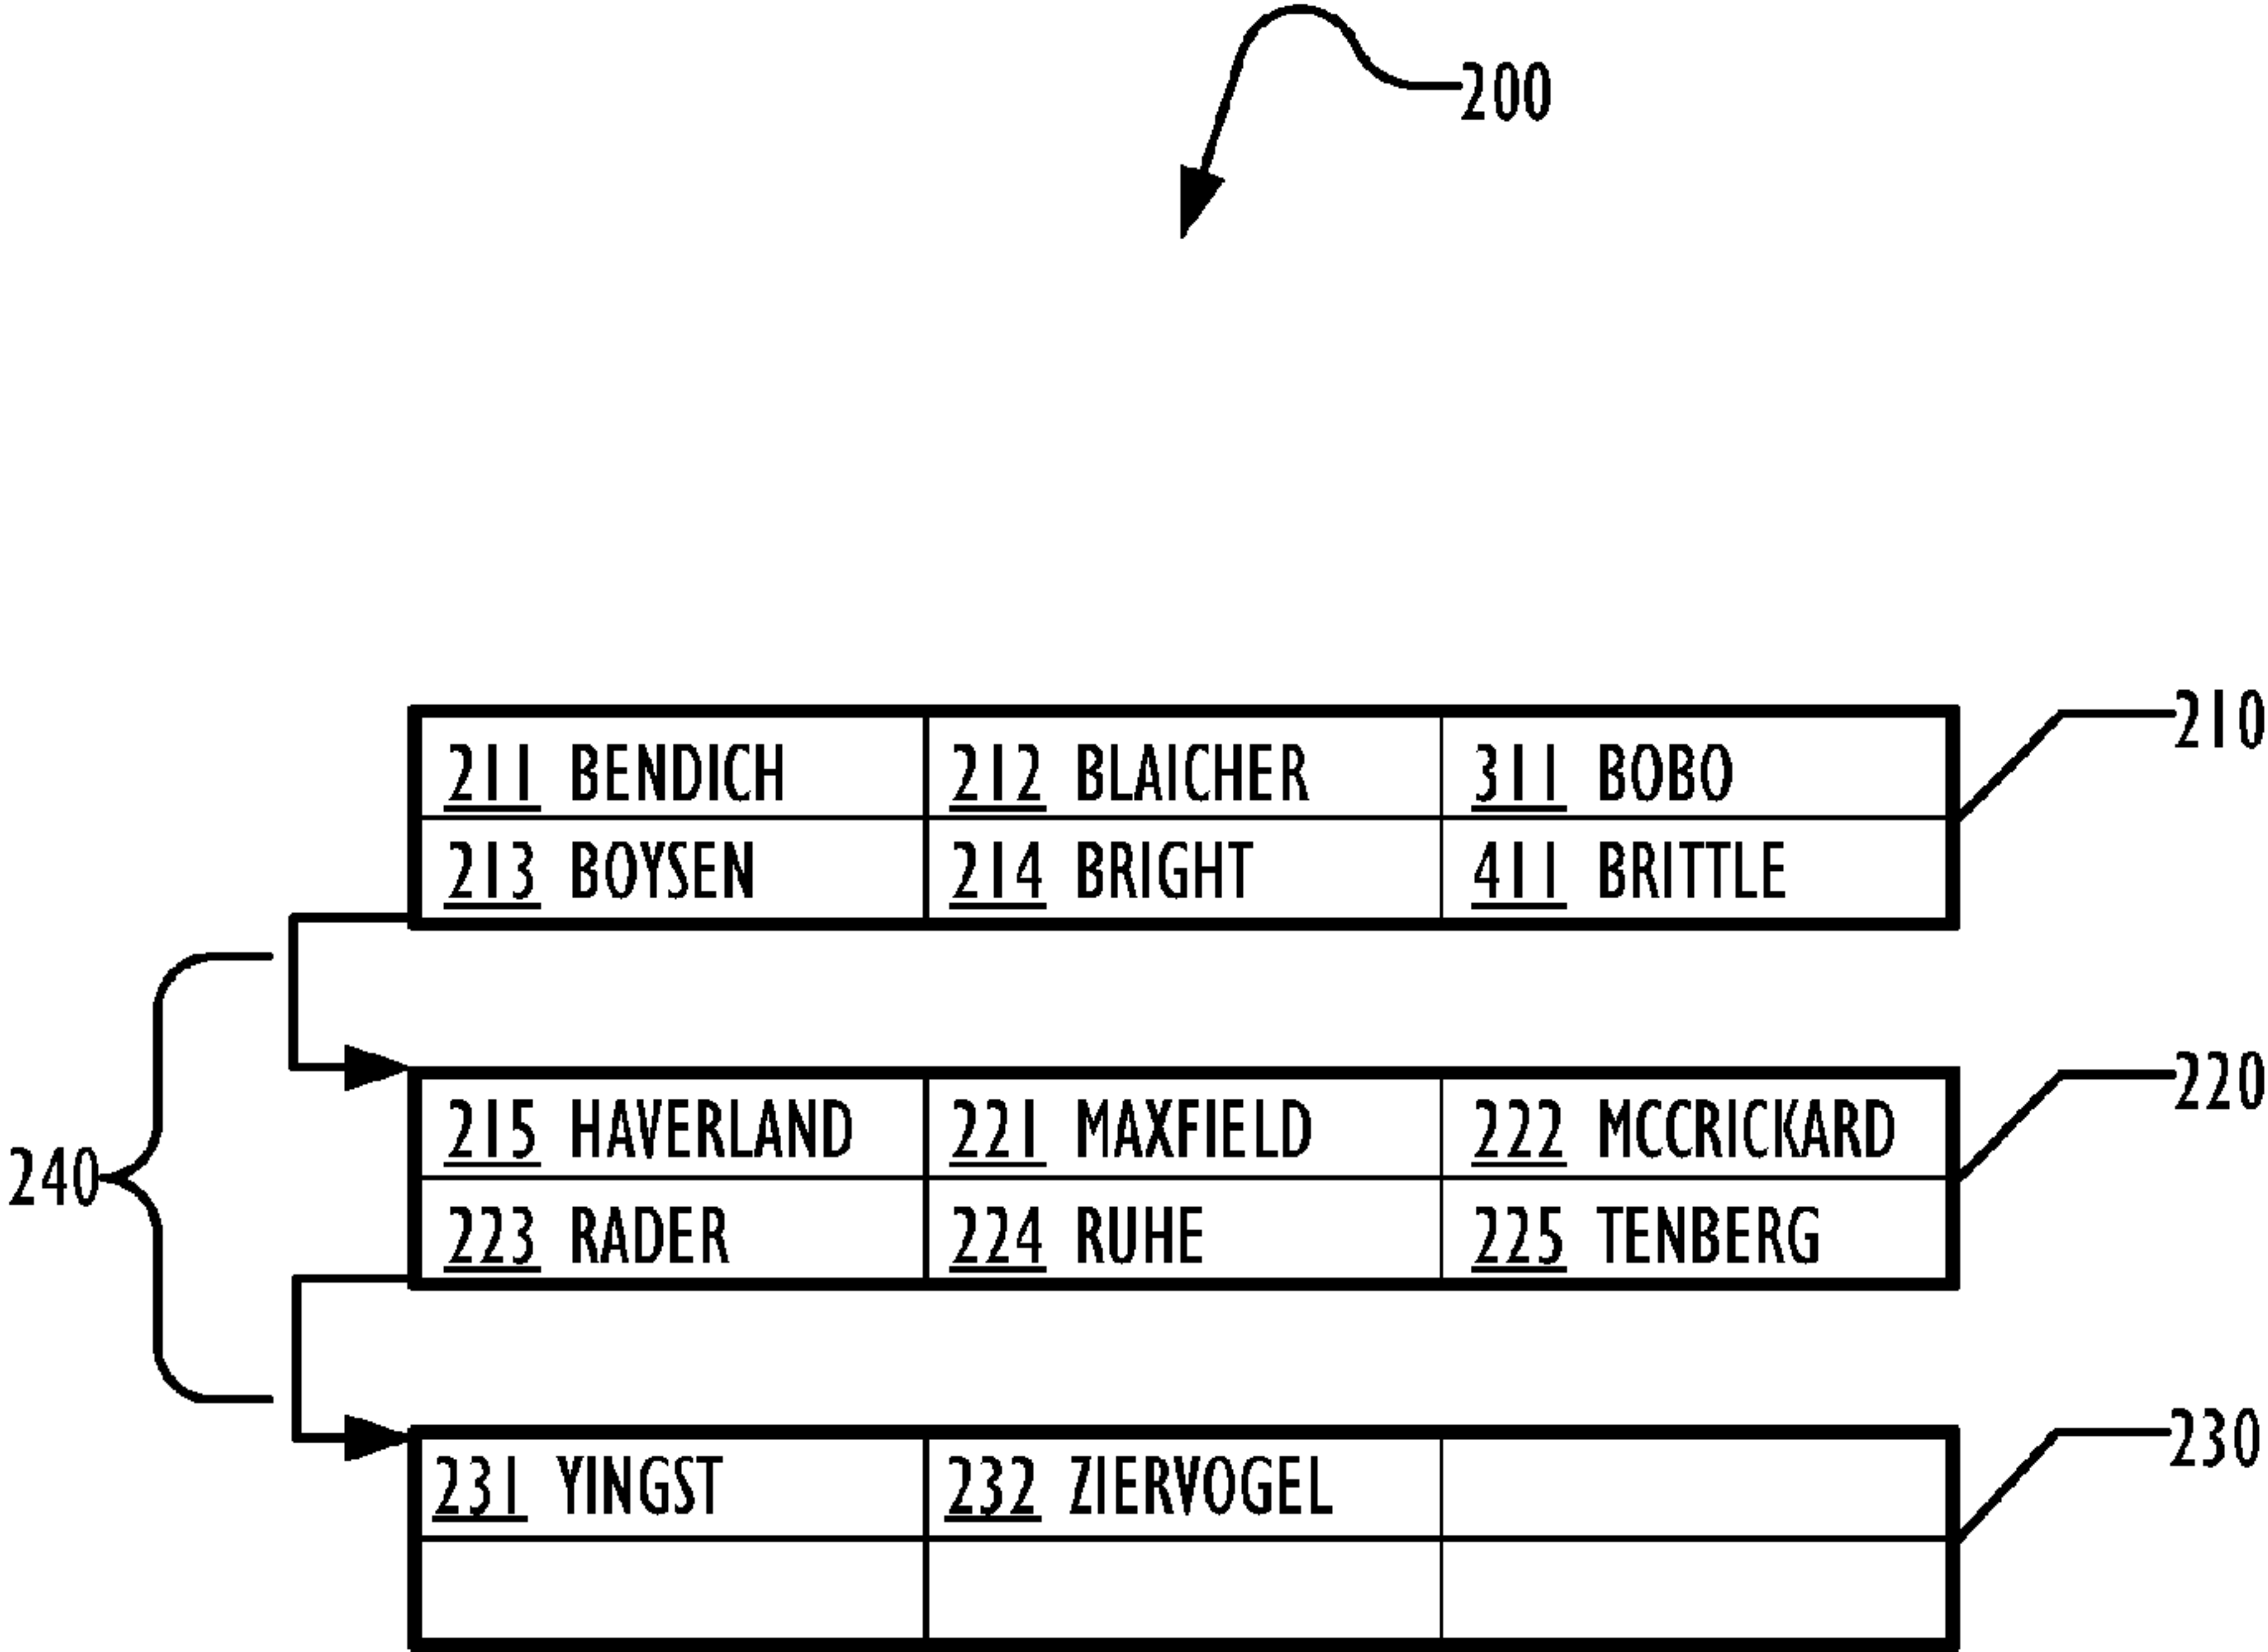 200
210
211 BENDICH 212 BLAICHER 311 BOBO
213 BOYSEN 214 BRIGHT 411 BRITTLE
220
215 HAVERLAND 221 MAXFIELD 222 MCCRICKARD
240
223 RADER 224 RUHE 225 TENBERG
230
231 YINGST 232 ZIERVOGEL